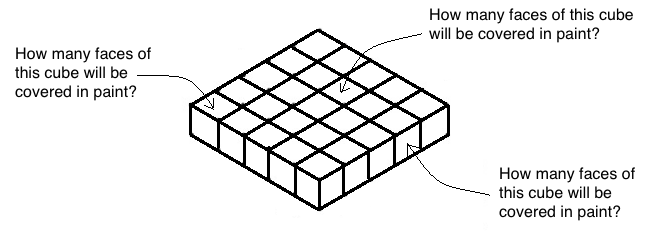 How many faces of this cube
will be covered in paint?
How many faces of
this cube will be
covered in paint?
How many faces of
this cube will be
covered in paint?